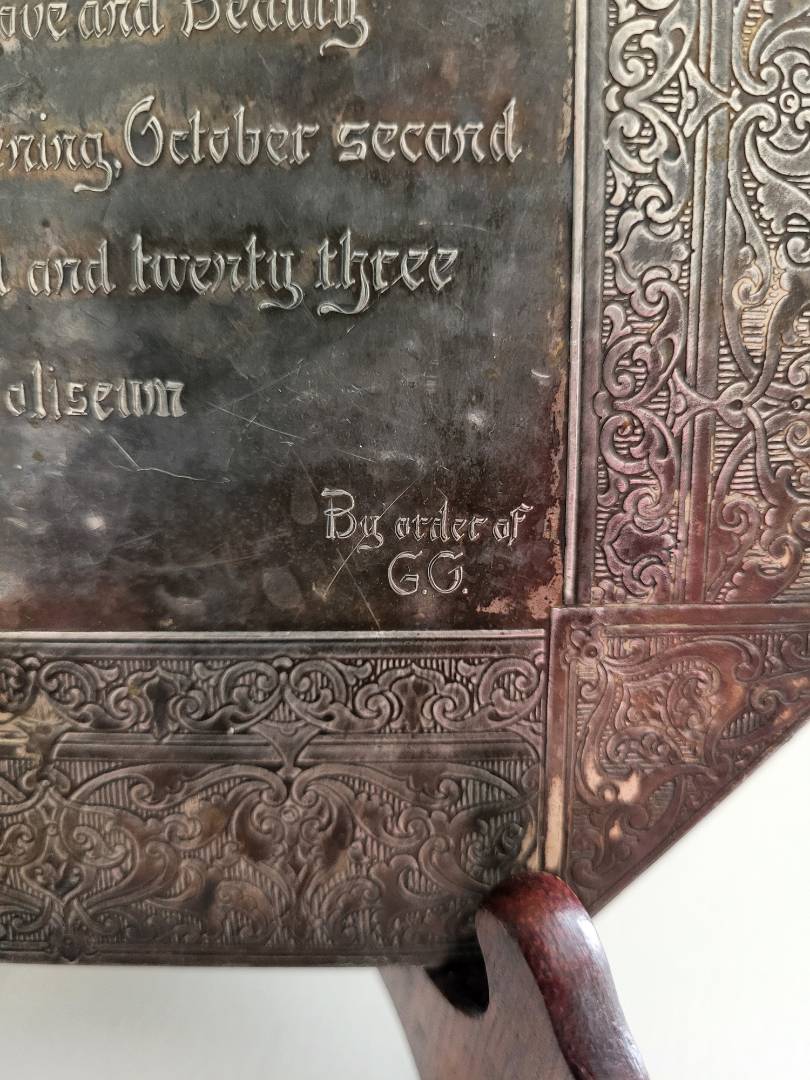 ove and Beauty
ening, October second
d and twenty three
oliseum
By order of
G.G.